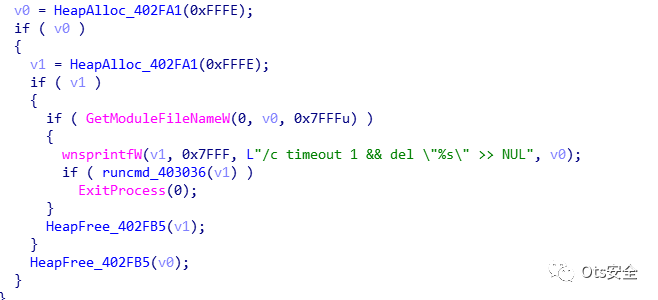 v0 = HeapAlloc_402FA1(0xFFFE);
if ( v0 )
{
v1 = HeapAlloc_402FA1(0xFFFE);
if ( v1 )
{
if ( GetModuleFileNameW(0, v0, 0x7FFFu) )
{
wnsprintfW(v1, 0x7FFF, L"/c timeout 1 && del \"%s\" >> NUL", v0);
if ( runcmd_403036(v1) )
ExitProcess(0);
}
HeapFree_402FB5(v1);
}
HeapFree_402FB5(v0);
}
}
Ots安全